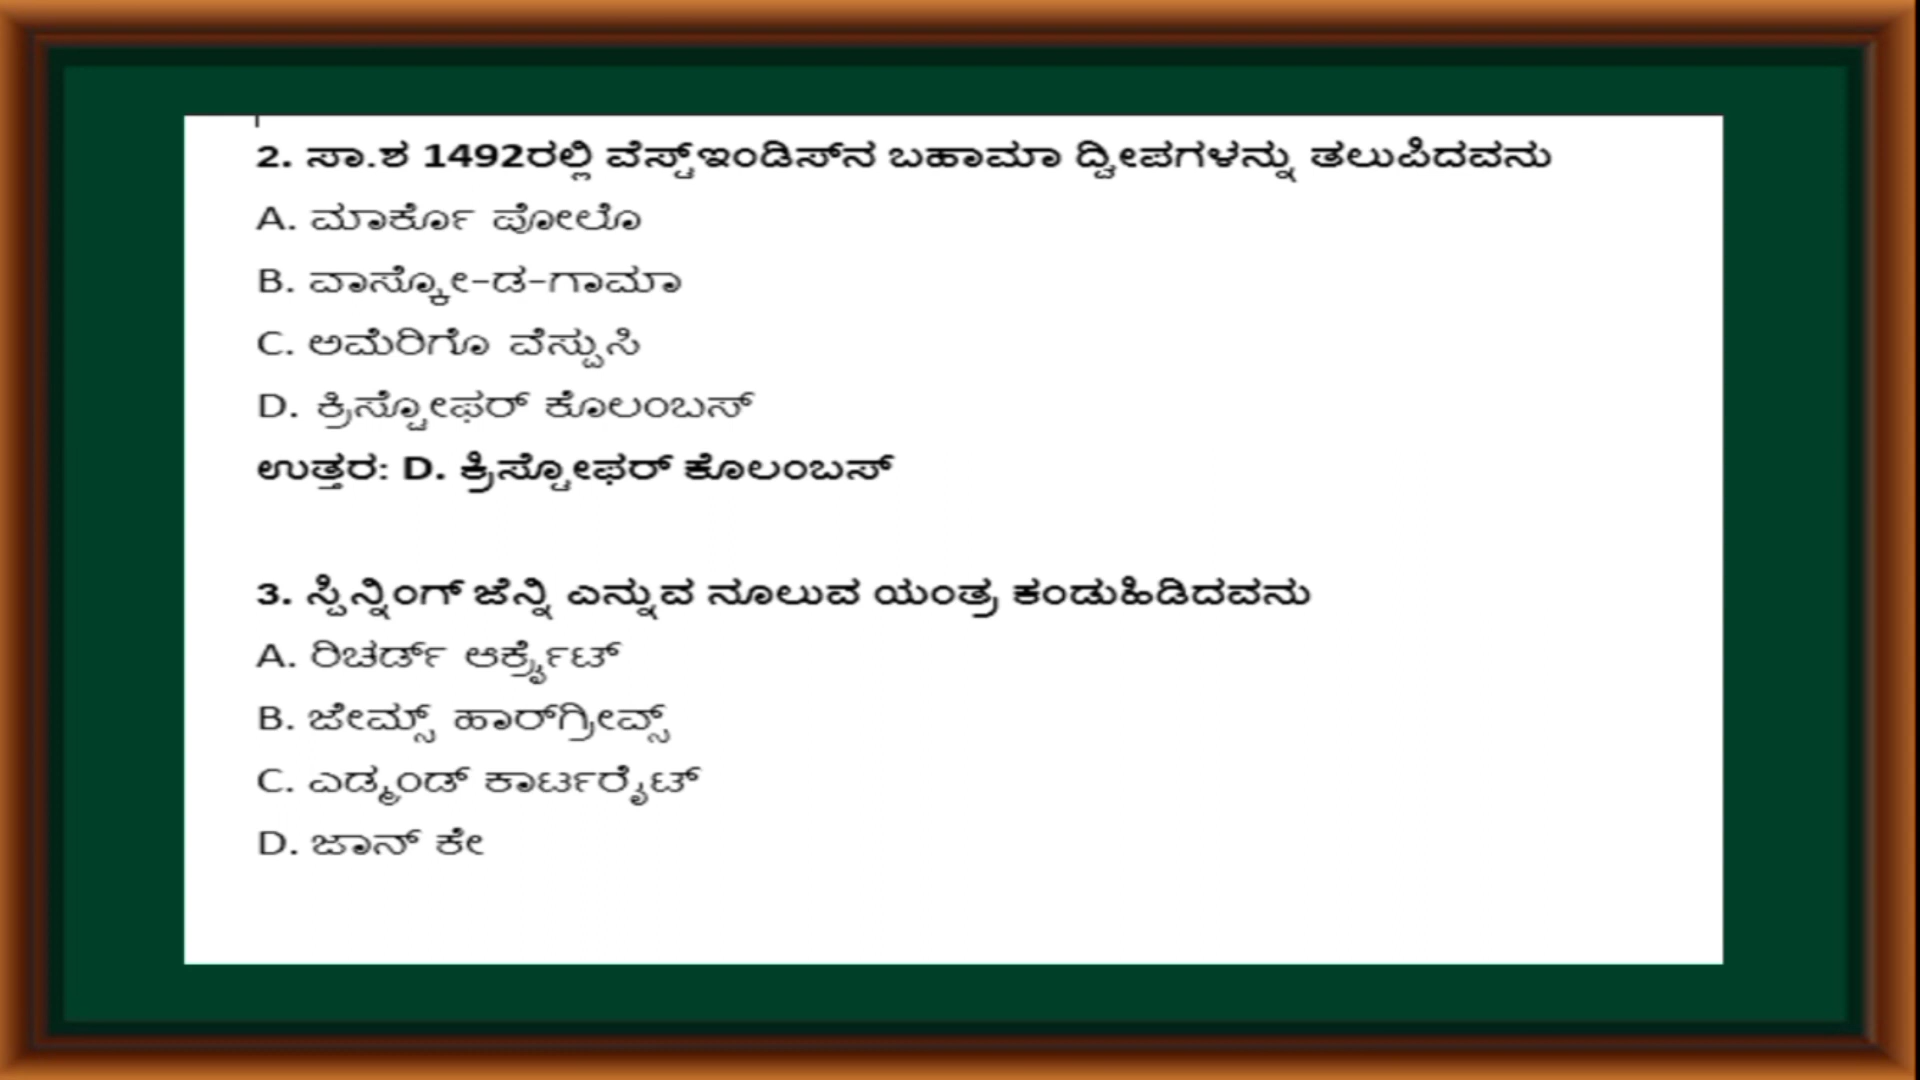 2. ಸಾ.ಶ 1492ರಲ್ಲಿ ವೆಸ್ಟ್‌ಇಂಡಿಸ್‌ನ ಬಹಾಮಾ ದ್ವೀಪಗಳನ್ನು ತಲುಪಿದವನು
A. ಮಾರ್ಕೊ ಪೋಲೊ
B. ವಾಸ್ಕೋ-ಡ-ಗಾಮಾ
C. ಅಮೆರಿಗೊ ವೆಸ್ಪುಸಿ
D. ಕ್ರಿಸ್ಟೋಫರ್ ಕೊಲಂಬಸ್
ಉತ್ತರ: D. ಕ್ರಿಸ್ಟೋಫರ್ ಕೊಲಂಬಸ್
3. ಸ್ಪಿನ್ನಿಂಗ್ ಜೆನ್ನಿ ಎನ್ನುವ ನೂಲುವ ಯಂತ್ರ ಕಂಡುಹಿಡಿದವನು
A. ರಿಚರ್ಡ್ ಆರ್ಕ್ರೈಟ್
B. ಜೇಮ್ಸ್ ಹಾರ್‌ಗ್ರೀವ್ಸ್
C. ಎಡ್ಮಂಡ್ ಕಾರ್ಟರೈಟ್
D. ಜಾನ್ ಕೇ